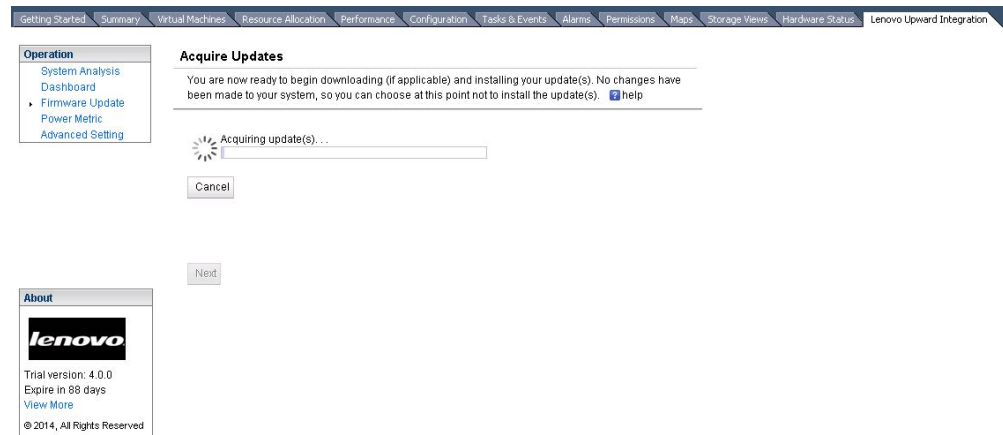 Getting Started Summary Virtual Machines Resource Allocation Performance Configuration Tasks & Events Alarms Permissions Maps Storage Views Hardware Status Lenovo Upward Integration
Operation
System Analysis
Dashboard
Firmware Update
Power Metric
Advanced Setting
Acquire Updates
You are now ready to begin downloading (if applicable) and installing your update(s). No changes have
been made to your system, so you can choose at this point not to install the update(s). ? help
Acquiring update(s). . .
Cancel
Next
About
lenovo
Trial version: 4.0.0
Expire in 88 days
View More
© 2014, All Rights Reserved